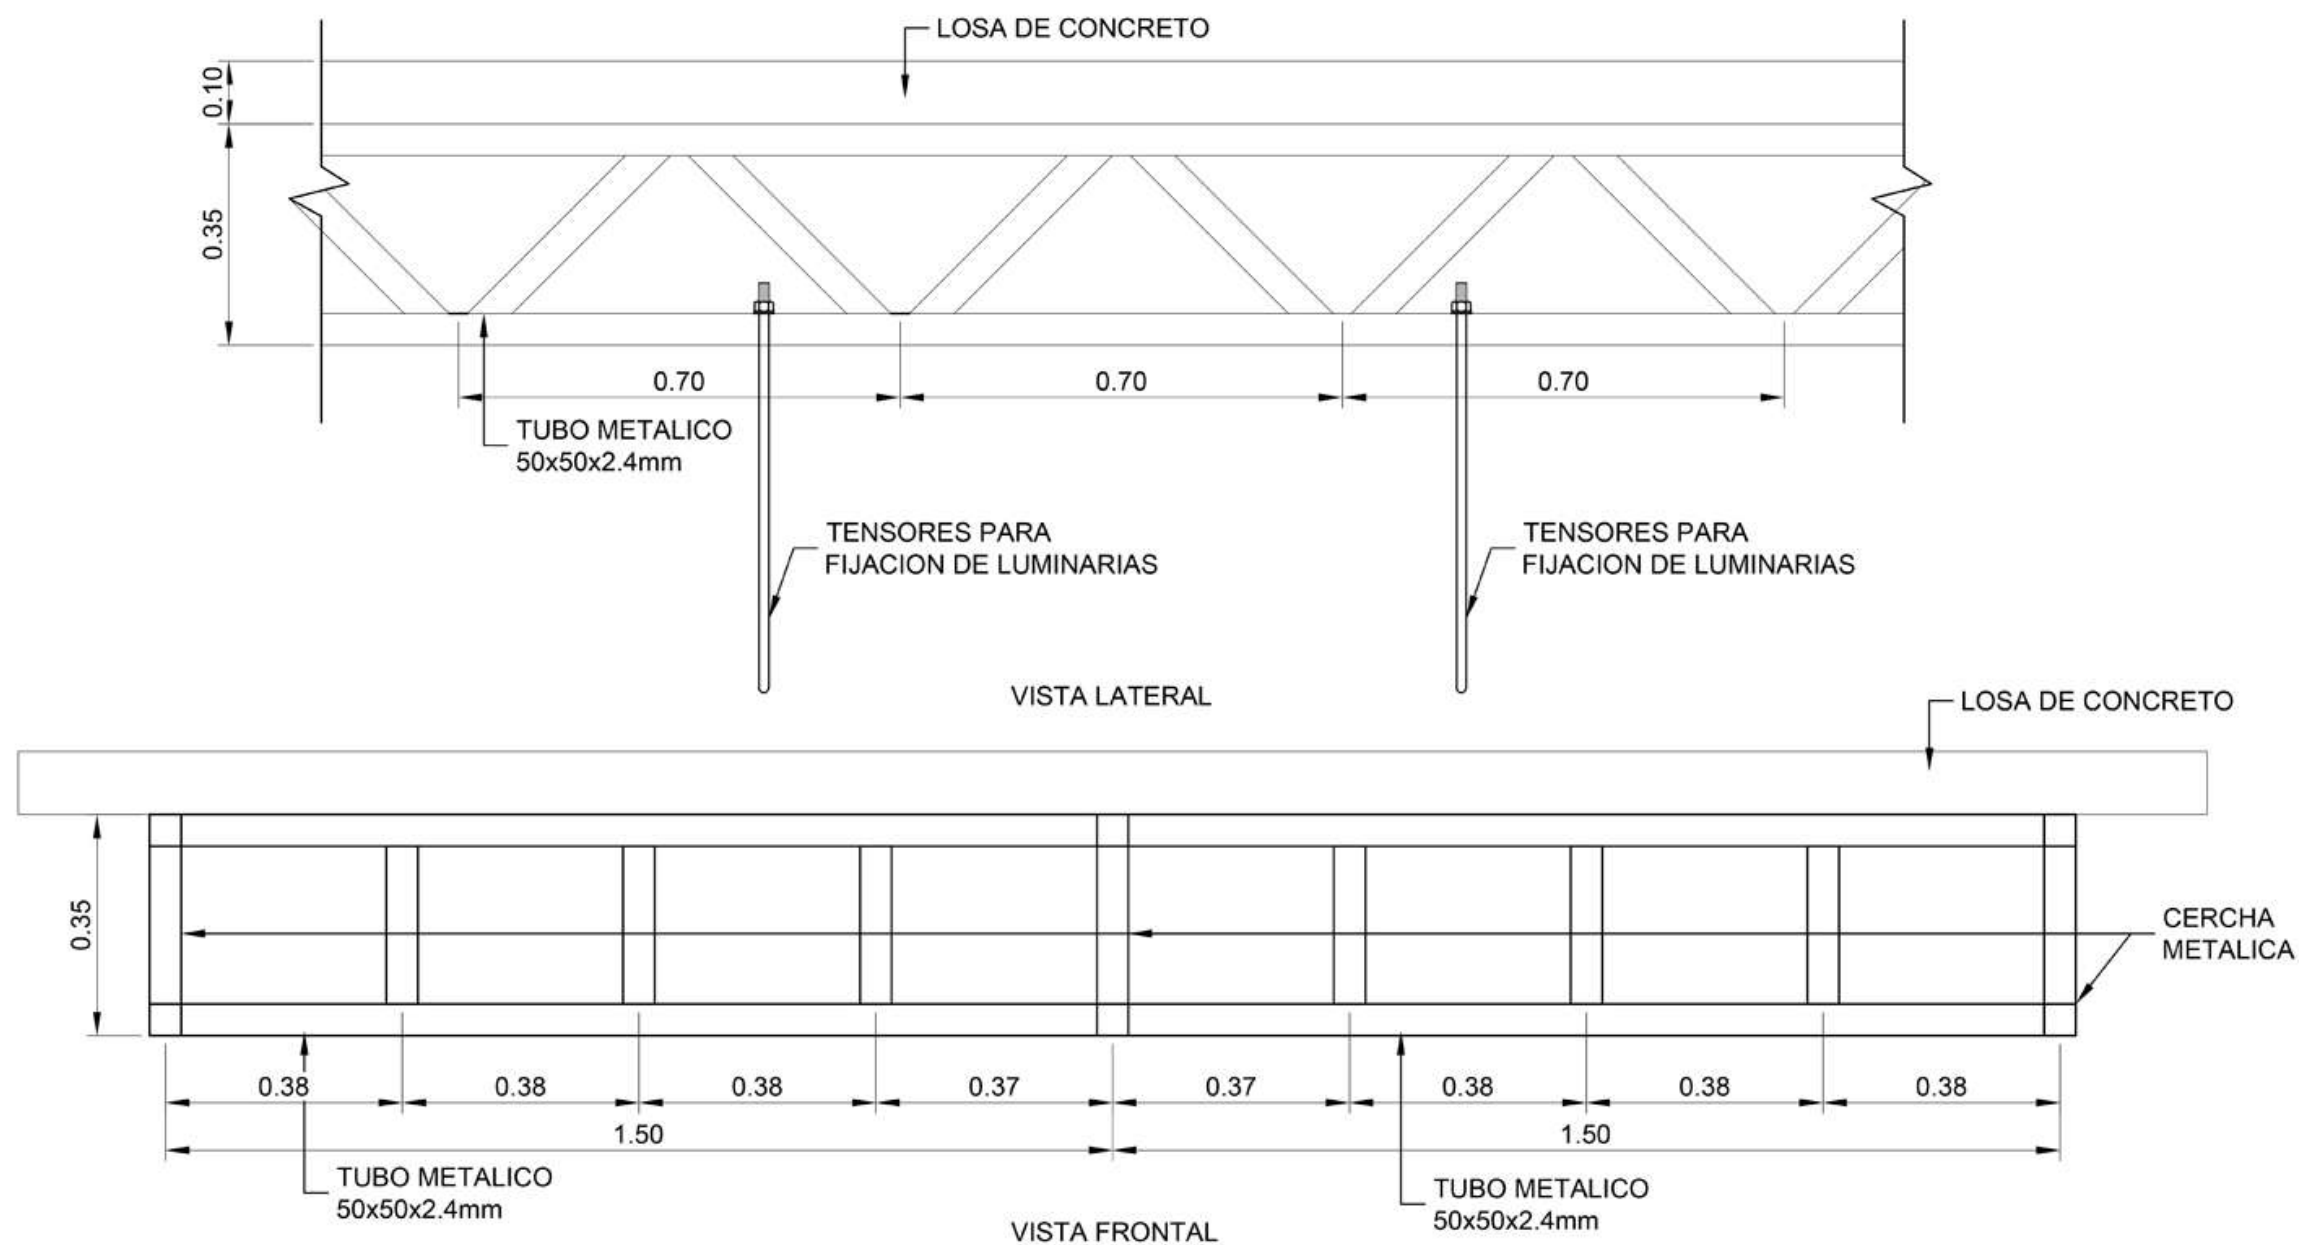 LOSA DE CONCRETO
0.10
0.35
0.70
0.70
0.70
TUBO METALICO
50x50x2.4mm
TENSORES PARA
FIJACION DE LUMINARIAS
TENSORES PARA
FIJACION DE LUMINARIAS
VISTA LATERAL
LOSA DE CONCRETO
0.35
CERCHA
METALICA
0.38
0.38
0.38
0.37
0.37
0.38
0.38
0.38
1.50
1.50
TUBO METALICO
50x50x2.4mm
TUBO METALICO
50x50x2.4mm
VISTA FRONTAL